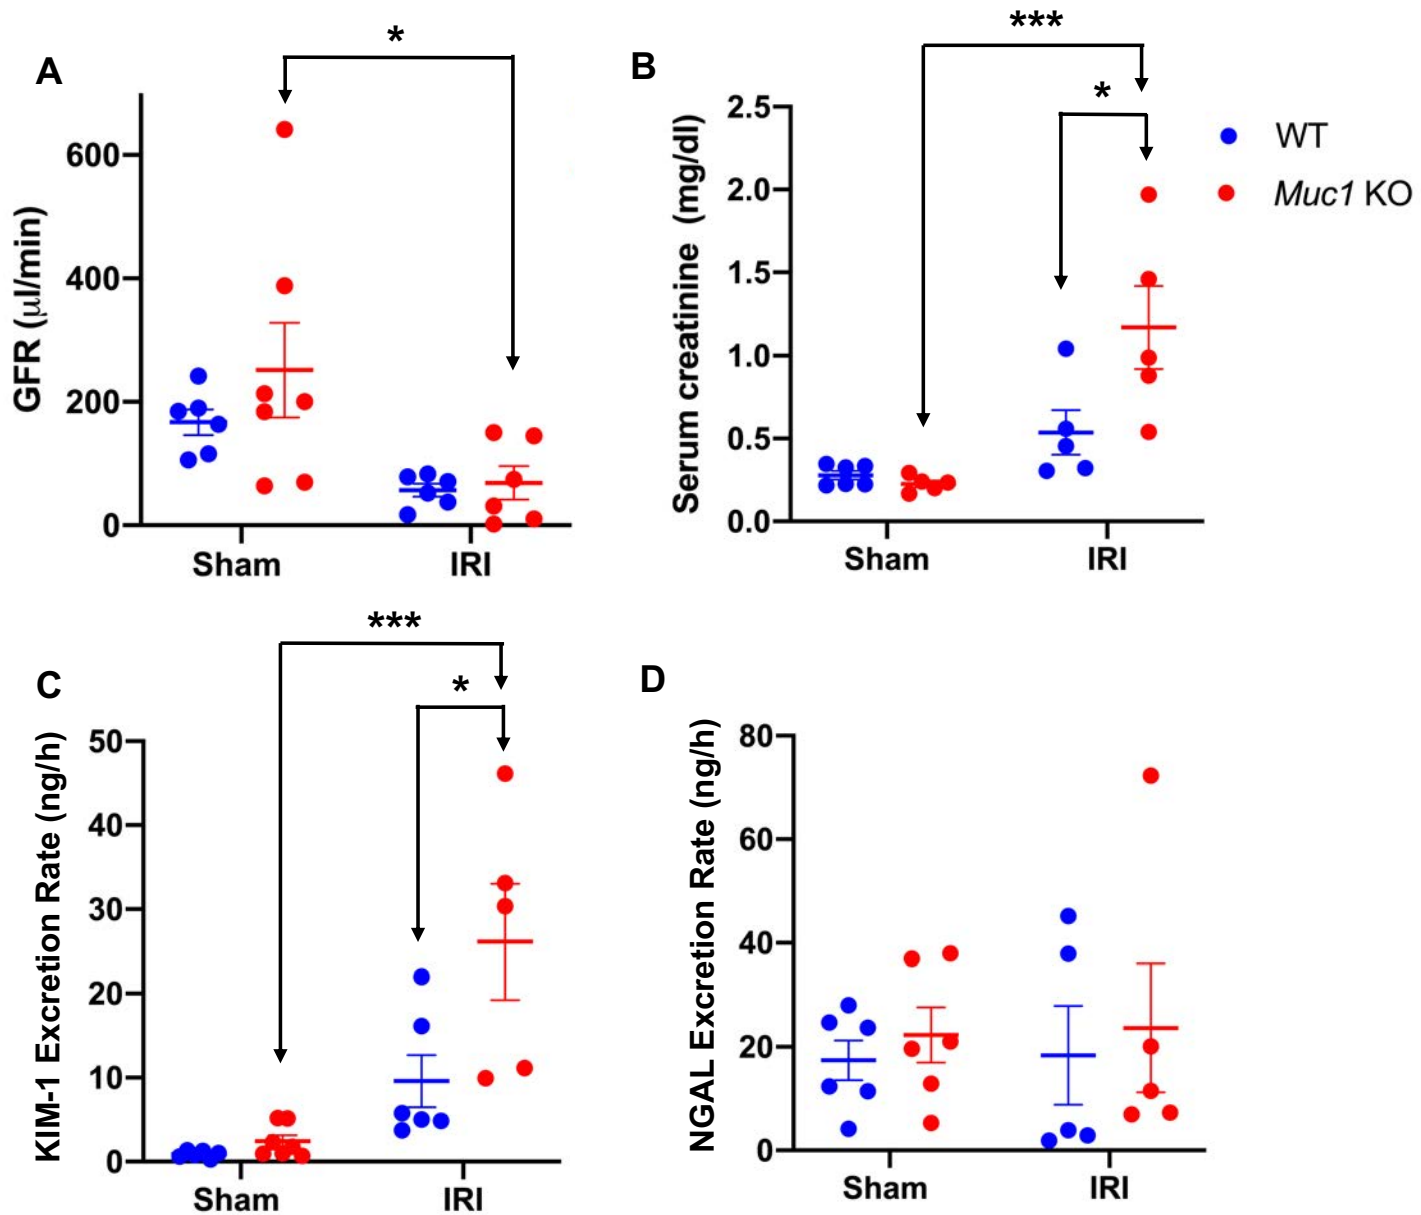 A
*
GFR (μl/min)
600
400
200
0
Sham
IRI
B
***
*
Serum creatinine (mg/dl)
2.5
2.0
1.5
1.0
0.5
0.0
Sham
IRI
WT
Muc1 KO
C
***
*
KIM-1 Excretion Rate (ng/h)
50
40
30
20
10
0
Sham
IRI
D
NGAL Excretion Rate (ng/h)
80
60
40
20
0
Sham
IRI